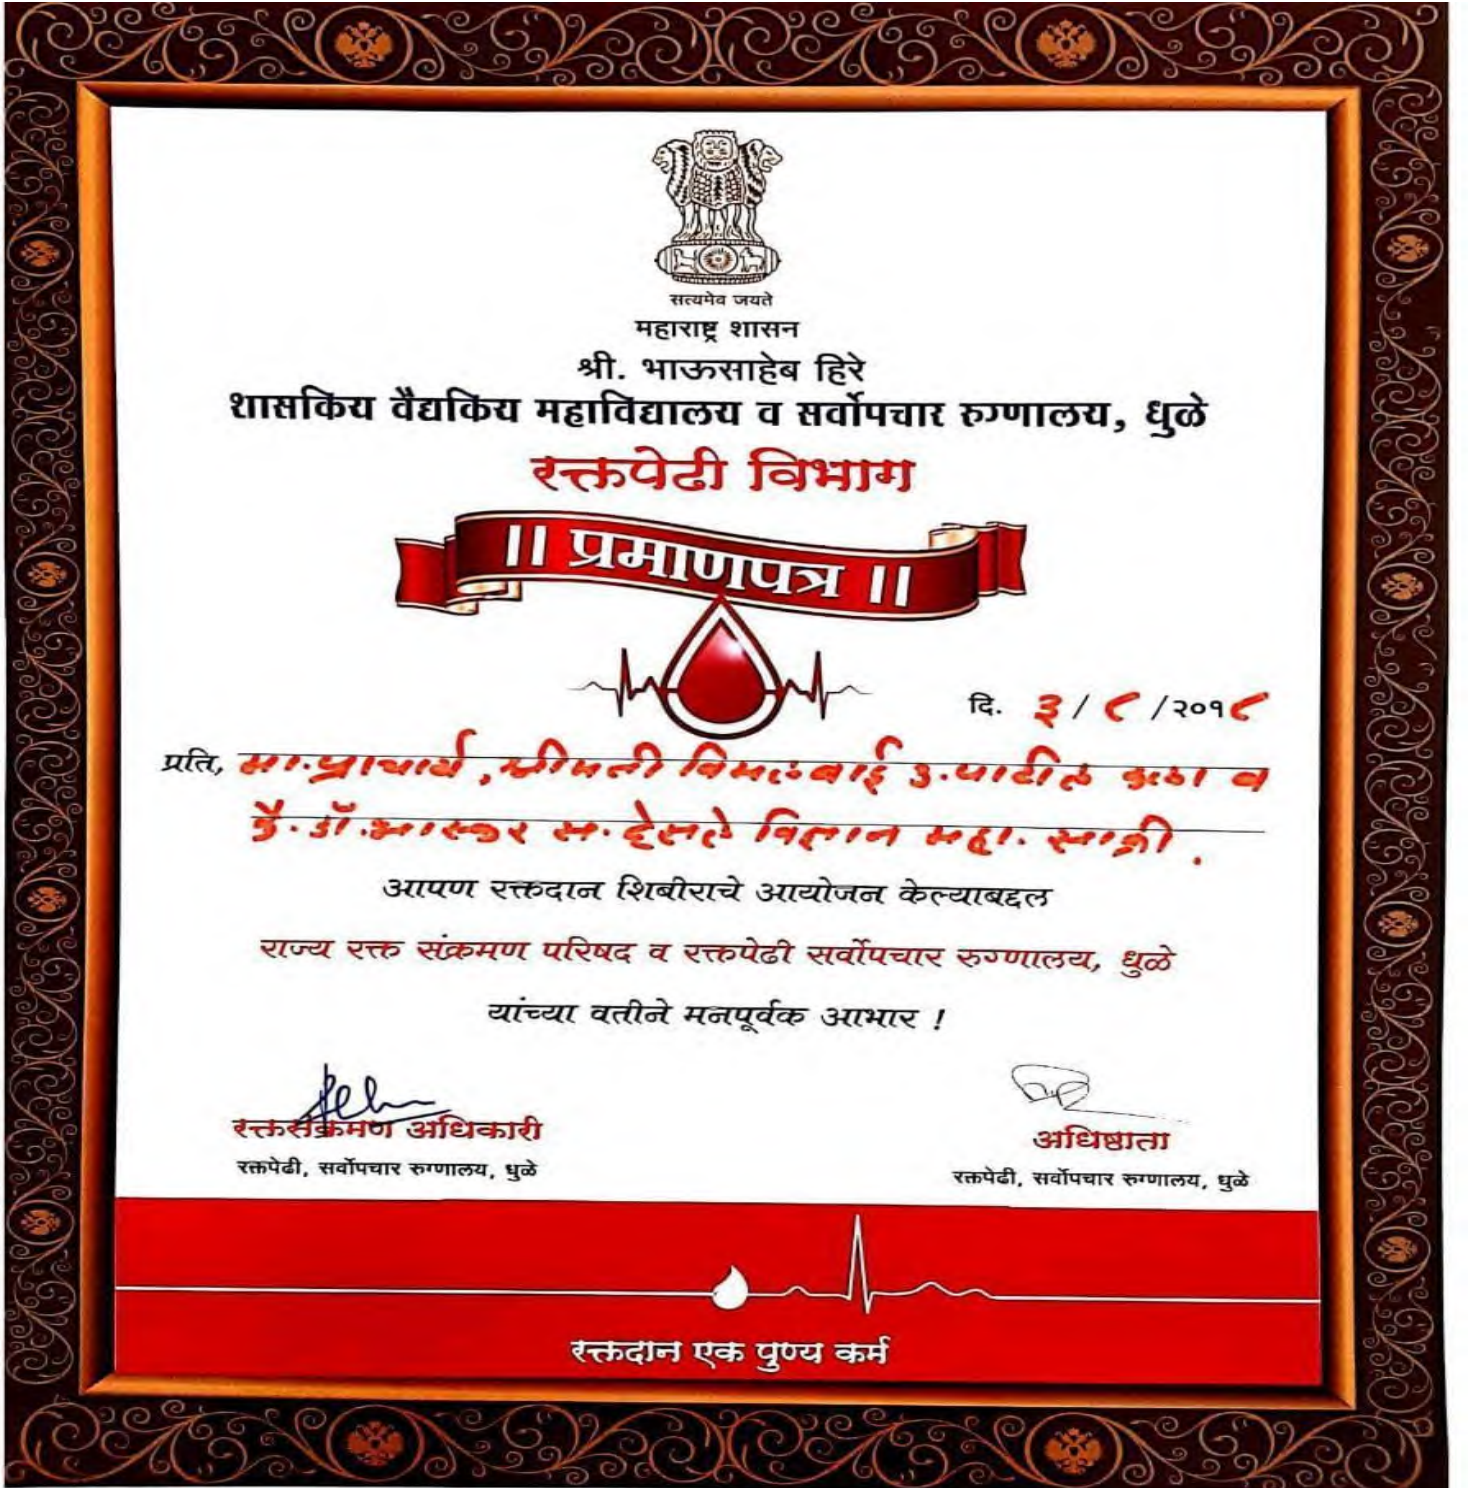 सत्यमेव जयते
महाराष्ट्र शासन
श्री. भाऊसाहेब हिरे
शासकिय वैद्यकिय महाविद्यालय व सर्वोपचार रुग्णालय, धुळे
रक्तपेढी विभाग
|| प्रमाणपत्र ||
दि. ३/८/२०१८
प्रति, मा.प्राचार्य, श्रीमती विमलबाई उ.पाटील कला व
कै.डॉ.भास्कर स.देसले विज्ञान महा. साक्री.
आपण रक्तदान शिबीराचे आयोजन केल्याबद्दल
राज्य रक्त संक्रमण परिषद व रक्तपेढी सर्वोपचार रुग्णालय, धुळे
यांच्या वतीने मनपूर्वक आभार !
रक्तसंक्रमण अधिकारी
रक्तपेढी, सर्वोपचार रुग्णालय, धुळे
अधिष्ठाता
रक्तपेढी, सर्वोपचार रुग्णालय, धुळे
रक्तदान एक पुण्य कर्म